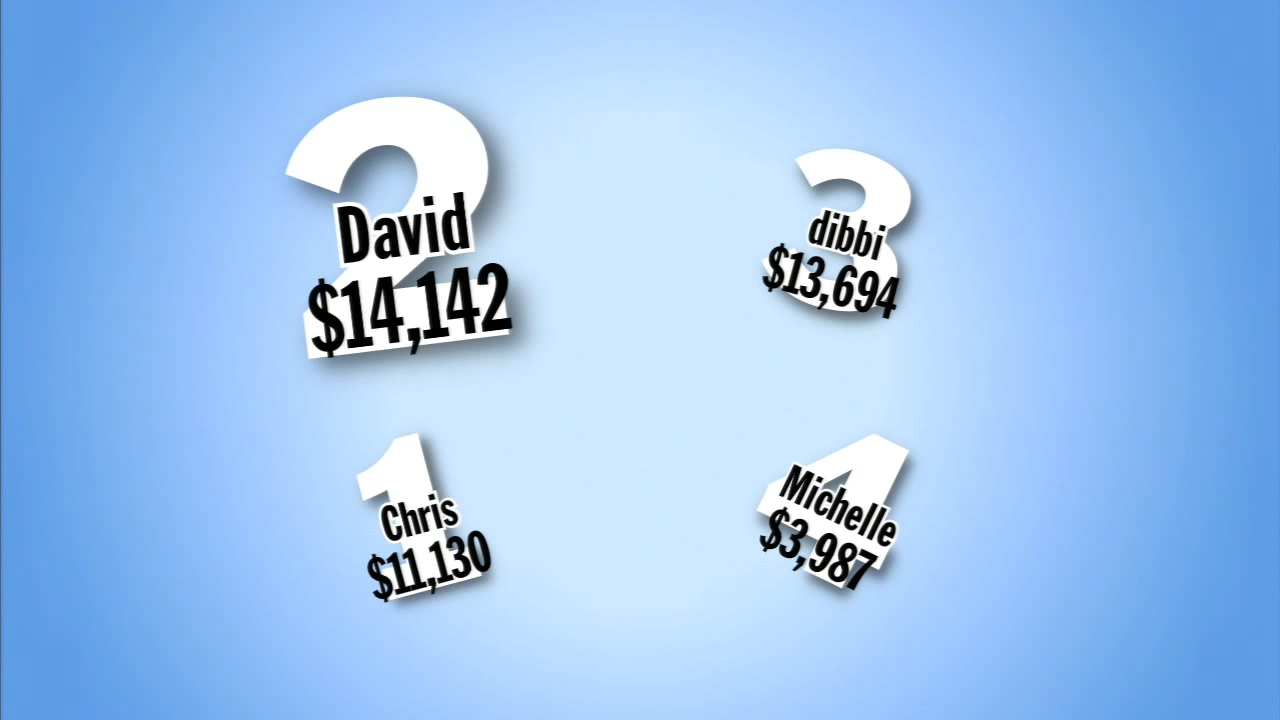 2
David
$14,142
3
dibbi
$13,694
1
Chris
$11,130
4
Michelle
$3,987